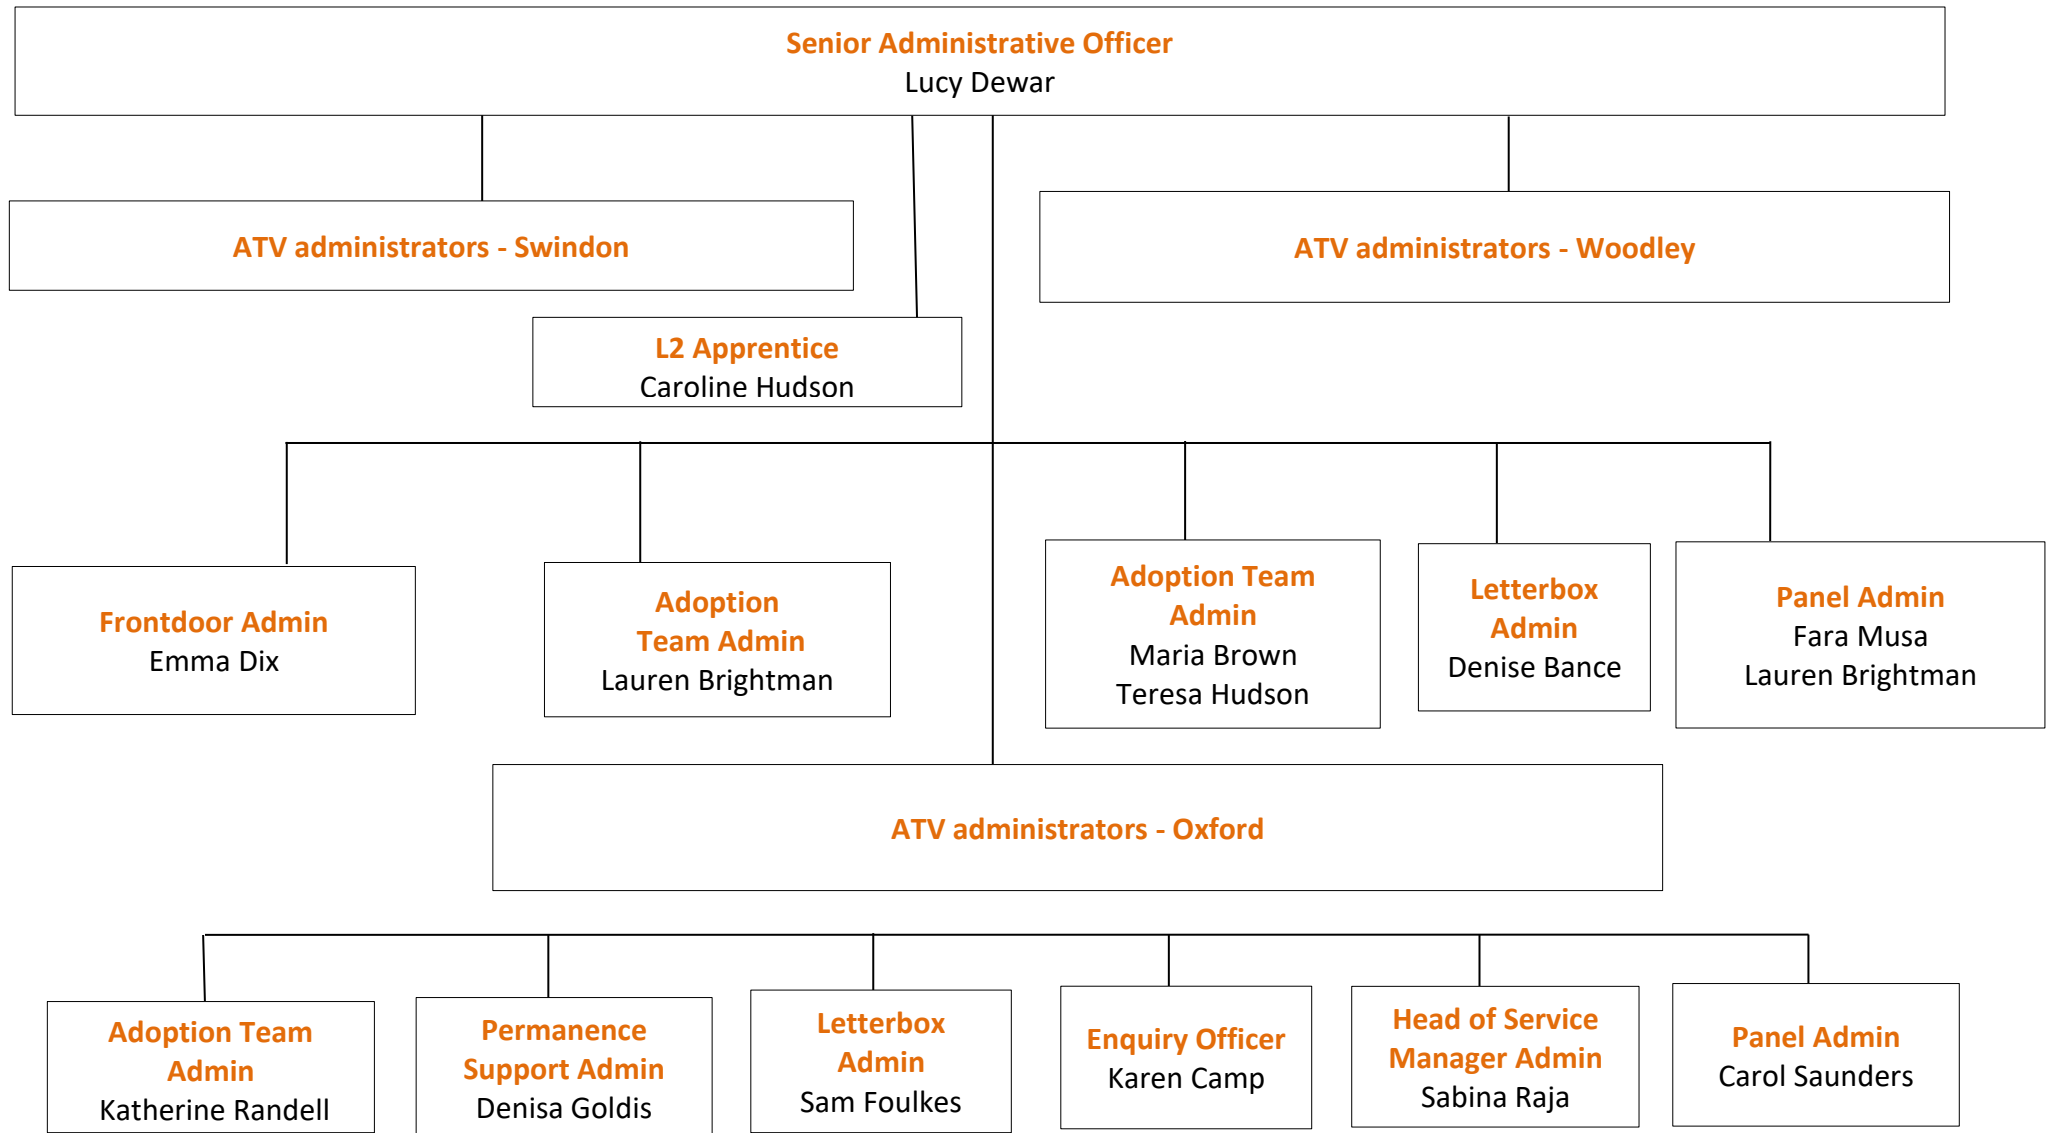 Senior Administrative Officer
Lucy Dewar
ATV administrators - Swindon
ATV administrators - Woodley
L2 Apprentice
Caroline Hudson
Frontdoor Admin
Emma Dix
Adoption
Team Admin
Lauren Brightman
Adoption Team
Admin
Maria Brown
Teresa Hudson
Letterbox
Admin
Denise Bance
Panel Admin
Fara Musa
Lauren Brightman
ATV administrators - Oxford
Adoption Team
Admin
Katherine Randell
Permanence
Support Admin
Denisa Goldis
Letterbox
Admin
Sam Foulkes
Enquiry Officer
Karen Camp
Head of Service
Manager Admin
Sabina Raja
Panel Admin
Carol Saunders